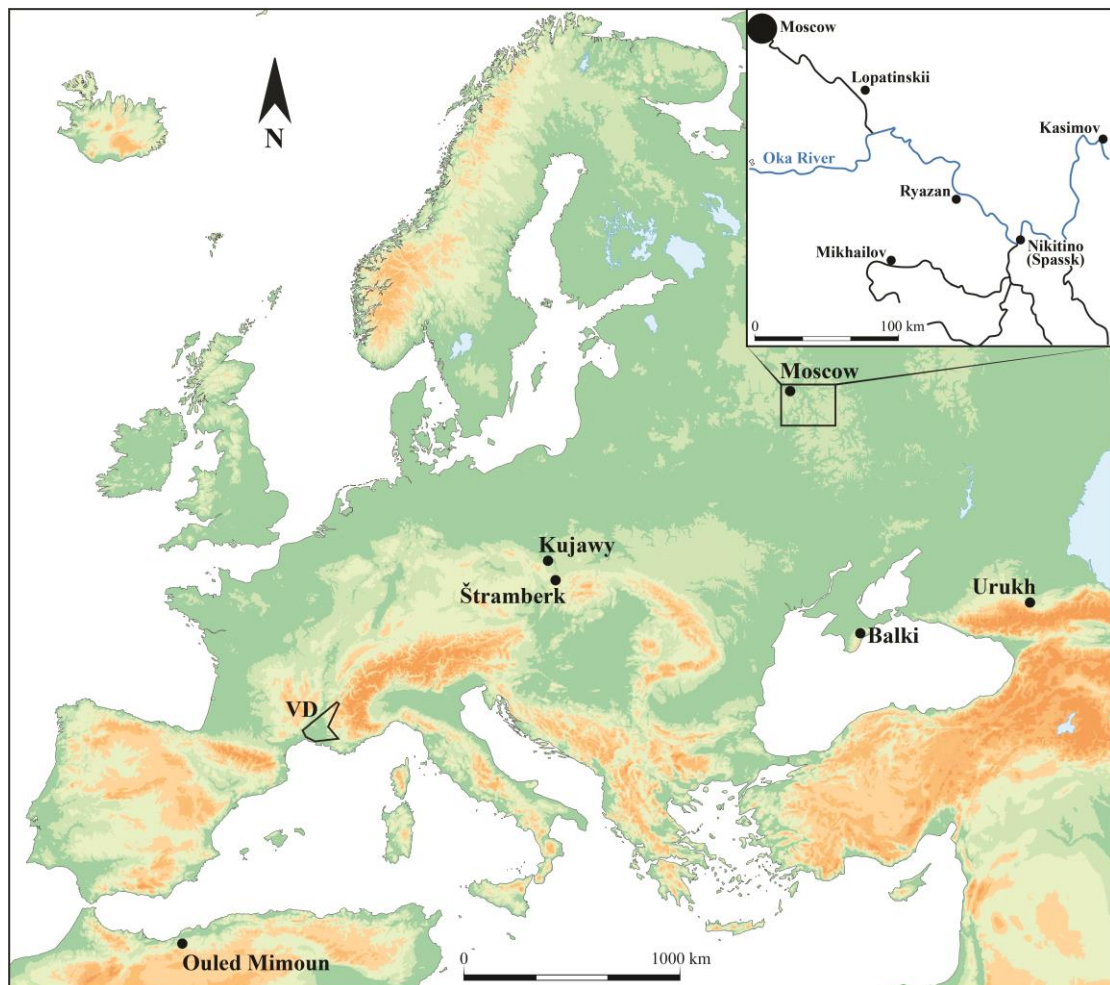 Moscow
Lopatinskii
Kasimov
Oka River
Ryazan
Mikhailov
Nikitino
(Spassk)
0
100 km
N
Moscow
Kujawy
Štramberk
Urukh
Balki
VD
Ouled Mimoun
0
1000 km